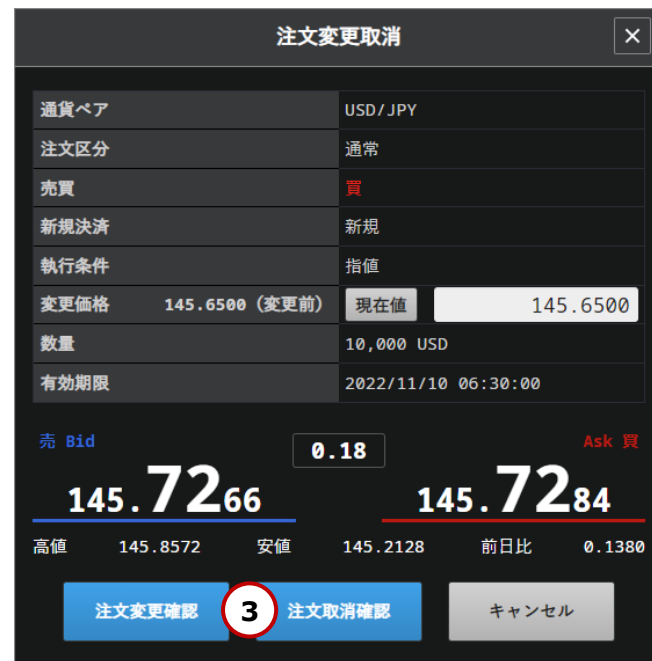 注文変更取消 ×
通貨ペア USD/JPY
注文区分 通常
売買 買
新規決済 新規
執行条件 指値
変更価格 145.6500 (変更前) 現在値 145.6500
数量 10,000 USD
有効期限 2022/11/10 06:30:00
売 Bid 0.18 Ask 買
145.7266 145.7284
高値 145.8572 安値 145.2128 前日比 0.1380
注文変更確認 3 注文取消確認 キャンセル